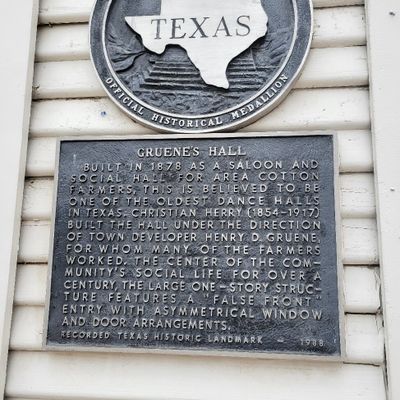 TEXAS
OFFICIAL HISTORICAL MEDALLION
GRUENE'S HALL
BUILT IN 1878 AS A SALOON AND
SOCIAL HALL FOR AREA COTTON
FARMERS, THIS IS BELIEVED TO BE
ONE OF THE OLDEST DANCE HALLS
IN TEXAS. CHRISTIAN HERRY (1854-1917)
BUILT THE HALL UNDER THE DIRECTION
OF TOWN DEVELOPER HENRY D. GRUENE,
FOR WHOM MANY OF THE FARMERS
WORKED. THE CENTER OF THE COM-
MUNITY'S SOCIAL LIFE FOR OVER A
CENTURY, THE LARGE ONE-STORY STRUC-
TURE FEATURES A "FALSE FRONT"
ENTRY WITH ASYMMETRICAL WINDOW
AND DOOR ARRANGEMENTS.
RECORDED TEXAS HISTORIC LANDMARK - 1988